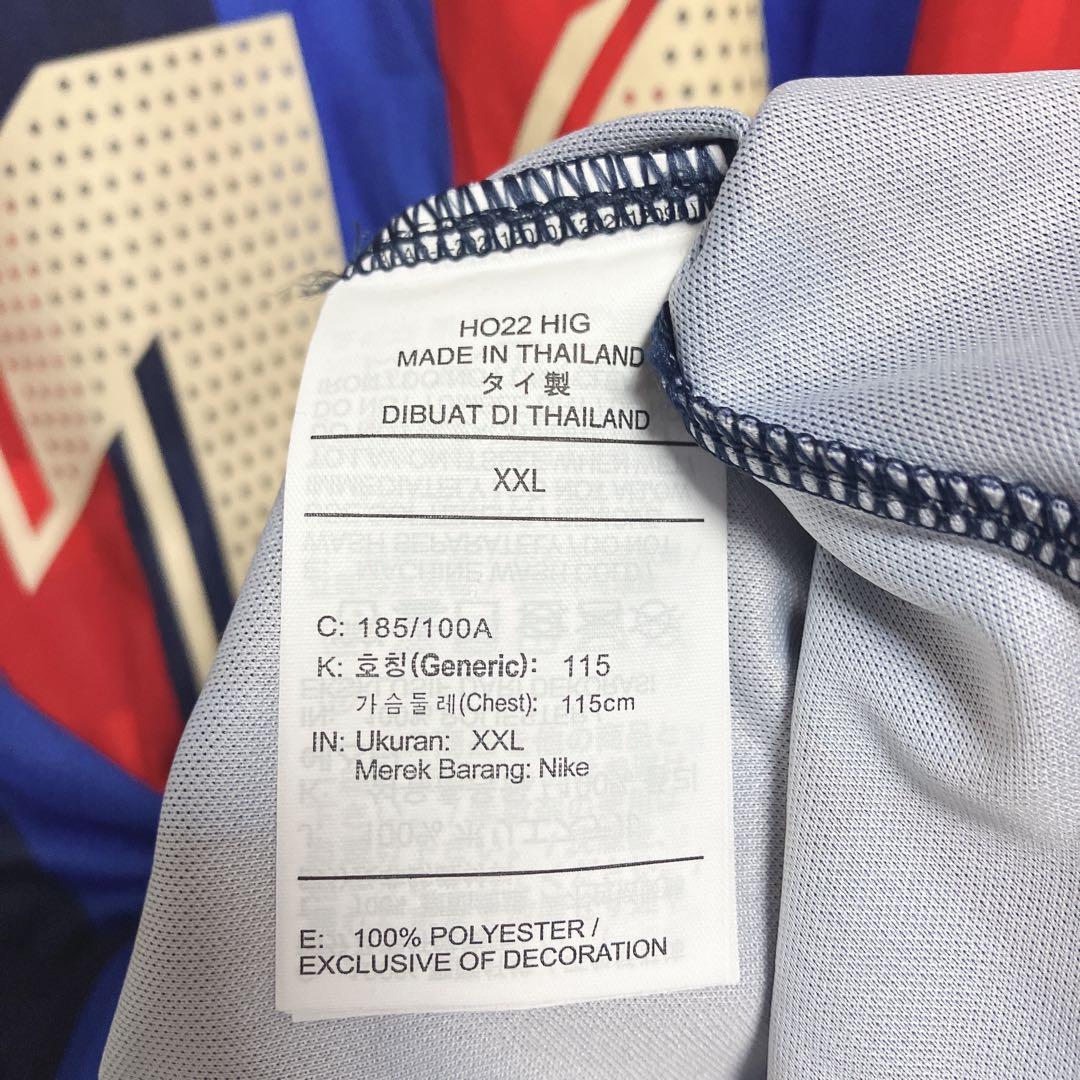 HO22 HIG
MADE IN THAILAND
タイ製
DIBUAT DI THAILAND
XXL
C: 185/100A
K: 호칭(Generic): 115
가슴둘레(Chest): 115cm
IN: Ukuran: XXL
Merek Barang: Nike
E: 100% POLYESTER /
EXCLUSIVE OF DECORATION